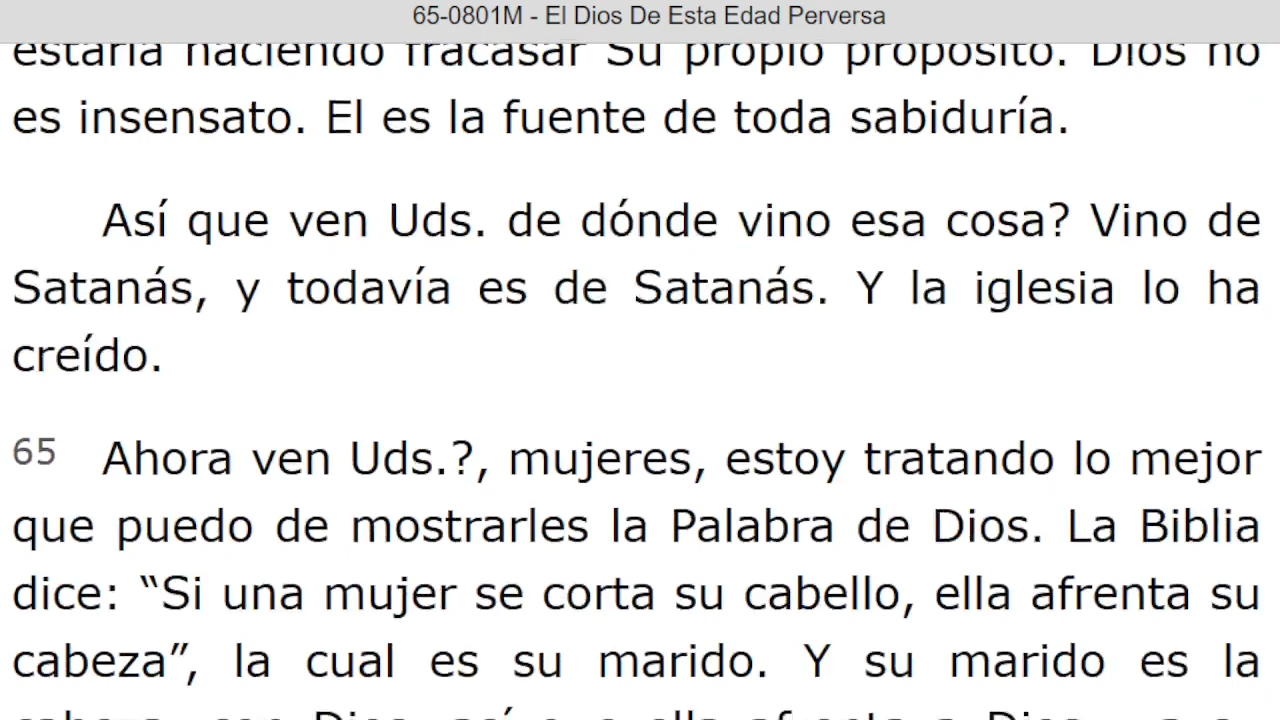 65-0801M - El Dios De Esta Edad Perversa
estaría haciendo fracasar Su propio propósito. Dios no
es insensato. El es la fuente de toda sabiduría.
Así que ven Uds. de dónde vino esa cosa? Vino de
Satanás, y todavía es de Satanás. Y la iglesia lo ha
creído.
65 Ahora ven Uds.?, mujeres, estoy tratando lo mejor
que puedo de mostrarles la Palabra de Dios. La Biblia
dice: “Si una mujer se corta su cabello, ella afrenta su
cabeza”, la cual es su marido. Y su marido es la